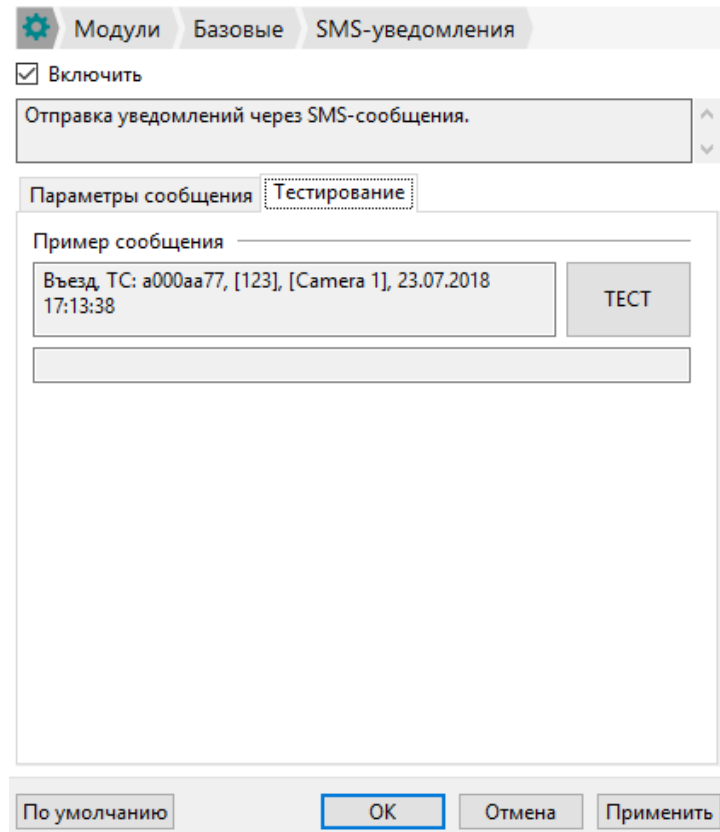 Модули Базовые SMS-уведомления
Включить
Отправка уведомлений через SMS-сообщения.
Параметры сообщения Тестирование
Пример сообщения
Въезд, ТС: а000аа77, [123], [Camera 1], 23.07.2018
17:13:38
ТЕСТ
По умолчанию ОК Отмена Применить